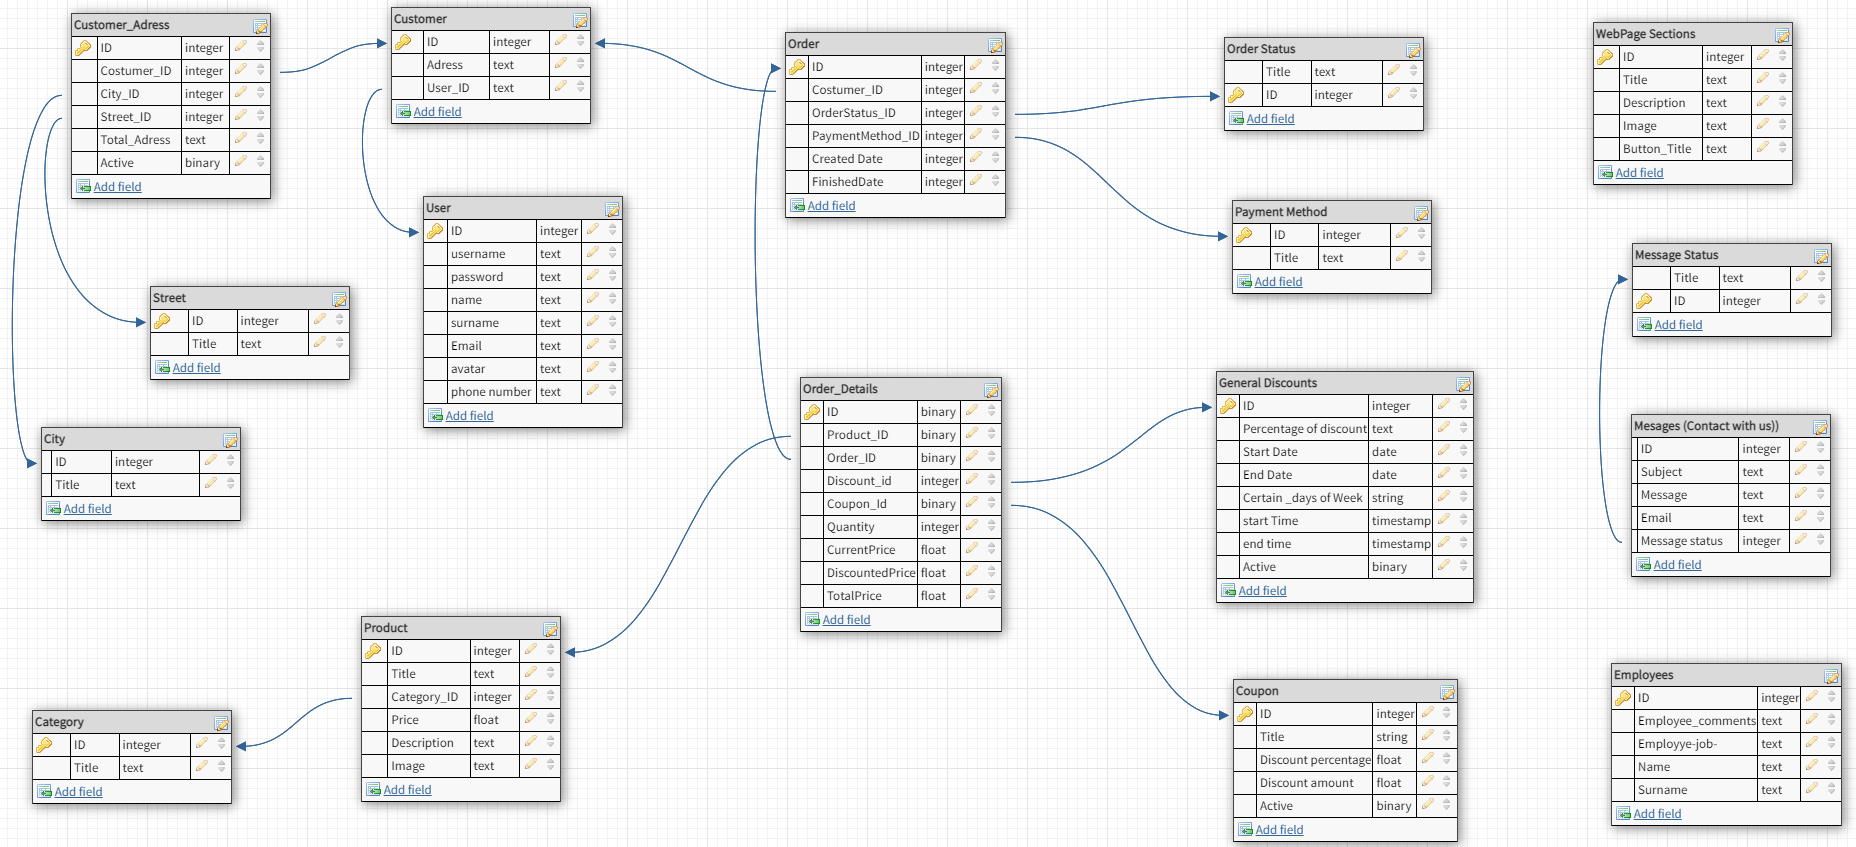 Customer_Adress
ID integer
Costumer_ID integer
City_ID integer
Street_ID integer
Total_Adress text
Active binary
Add field
Customer
ID integer
Adress text
User_ID text
Add field
User
ID integer
username text
password text
name text
surname text
Email text
avatar text
phone number text
Add field
Street
ID integer
Title text
Add field
City
ID integer
Title text
Add field
Order
ID integer
Costumer_ID integer
OrderStatus_ID integer
PaymentMethod_ID integer
Created Date integer
FinishedDate integer
Add field
Order Status
Title text
ID integer
Add field
Payment Method
ID integer
Title text
Add field
WebPage Sections
ID integer
Title text
Description text
Image text
Button_Title text
Add field
Message Status
Title text
ID integer
Add field
Order_Details
ID binary
Product_ID binary
Order_ID binary
Discount_id integer
Coupon_Id binary
Quantity integer
CurrentPrice float
DiscountedPrice float
TotalPrice float
Add field
General Discounts
ID integer
Percentage of discount text
Start Date date
End Date date
Certain _days of Week string
start Time timestamp
end time timestamp
Active binary
Add field
Mesages (Contact with us))
ID integer
Subject text
Message text
Email text
Message status integer
Add field
Product
ID integer
Title text
Category_ID integer
Price float
Description text
Image text
Add field
Category
ID integer
Title text
Add field
Coupon
ID integer
Title string
Discount percentage float
Discount amount float
Active binary
Add field
Employees
ID integer
Employee_comments text
Employye-job- text
Name text
Surname text
Add field